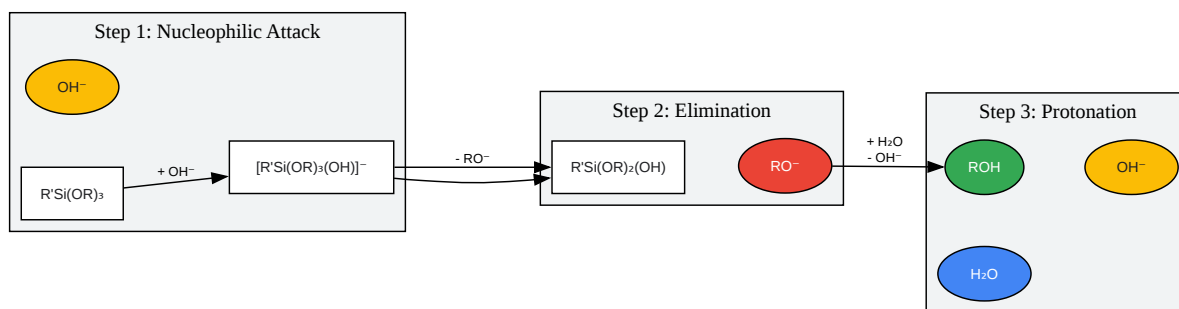 Step 1: Nucleophilic Attack
OH⁻
R'Si(OR)₃
+ OH⁻
[R'Si(OR)₃(OH)]⁻
- RO⁻
Step 2: Elimination
R'Si(OR)₂(OH)
RO⁻
+ H₂O
- OH⁻
Step 3: Protonation
ROH
OH⁻
H₂O